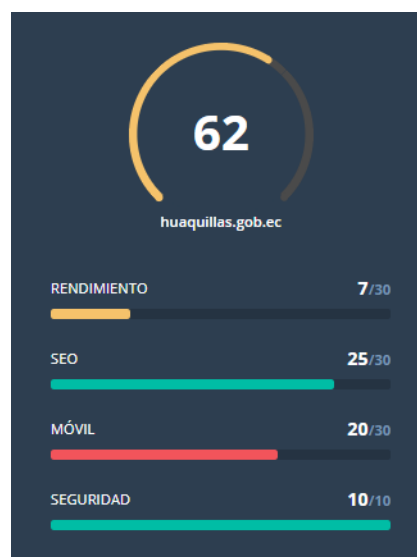 62
huaquillas.gob.ec
RENDIMIENTO 7/30
SEO 25/30
MÓVIL 20/30
SEGURIDAD 10/10